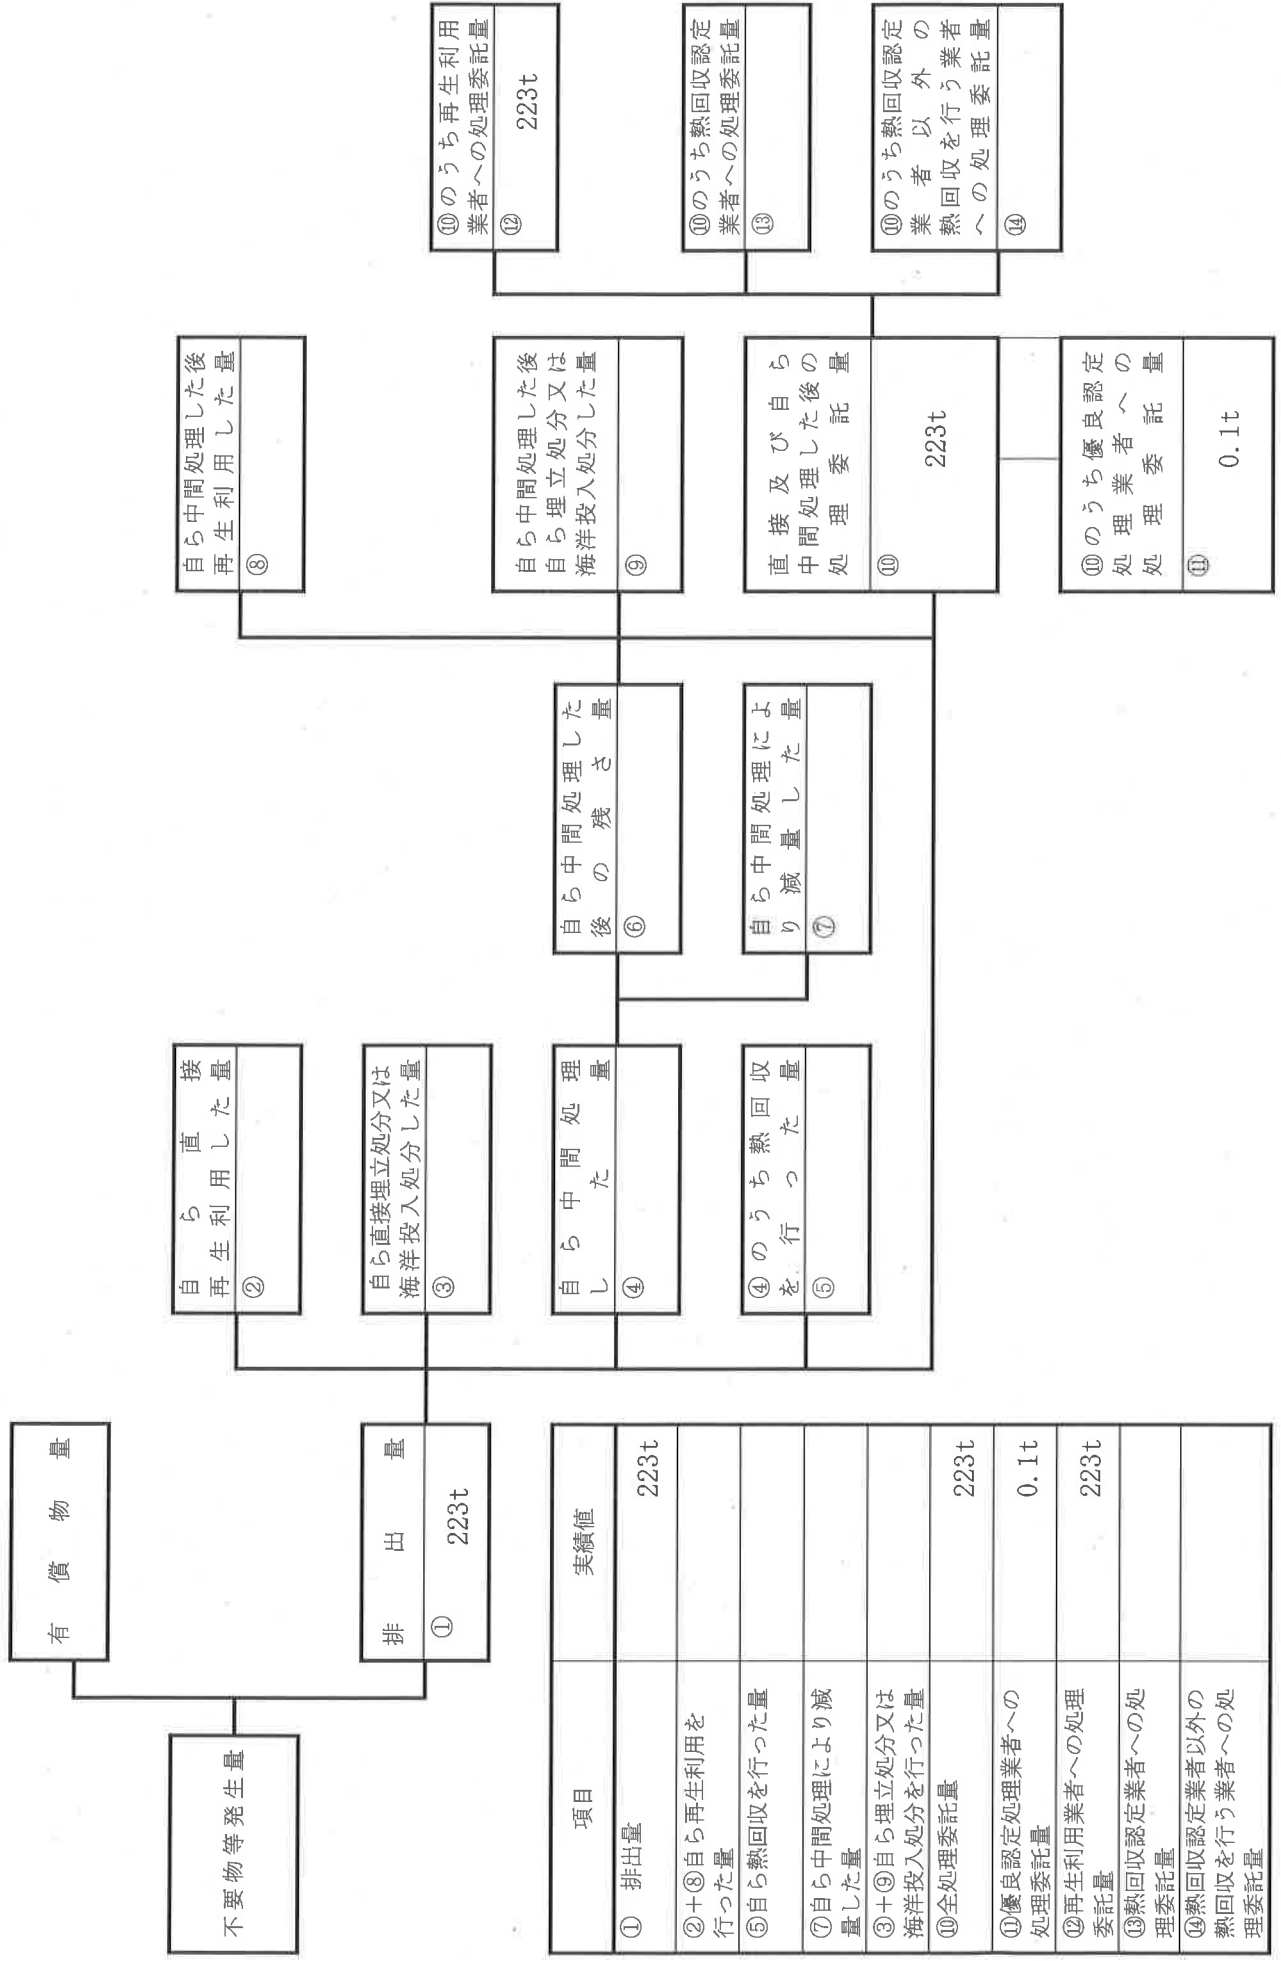 不要物等発生量
有償物量
排出量
①
223t
自ら直接
再生利用した量
②
自ら直接埋立処分又は
海洋投入処分した量
③
自ら中間処理
した量
④
④のうち熱回収
を行った量
⑤
自ら中間処理した
後の残さ量
⑥
自ら中間処理によ
り減量した量
⑦
自ら中間処理した後
再生利用した量
⑧
自ら中間処理した後
自ら埋立処分又は
海洋投入処分した量
⑨
直接及び自ら
中間処理した後の
処理委託量
⑩
223t
⑩のうち優良認定
処理業者への
処理委託量
⑪
0.1t
⑩のうち再生利用
業者への処理委託量
⑫
223t
⑩のうち熱回収認定
業者への処理委託量
⑬
⑩のうち熱回収認定
業者以外の
熱回収を行う業者
への処理委託量
⑭
項目 実績値
① 排出量 223t
②+⑧自ら再生利用を
行った量
⑤自ら熱回収を行った量
⑦自ら中間処理により減
量した量
③+⑨自ら埋立処分又は
海洋投入処分を行った量
⑩全処理委託量 223t
⑪優良認定処理業者への
処理委託量 0.1t
⑫再生利用業者への処理
委託量 223t
⑬熱回収認定業者への処
理委託量
⑭熱回収認定業者以外の
熱回収を行う業者への処
理委託量